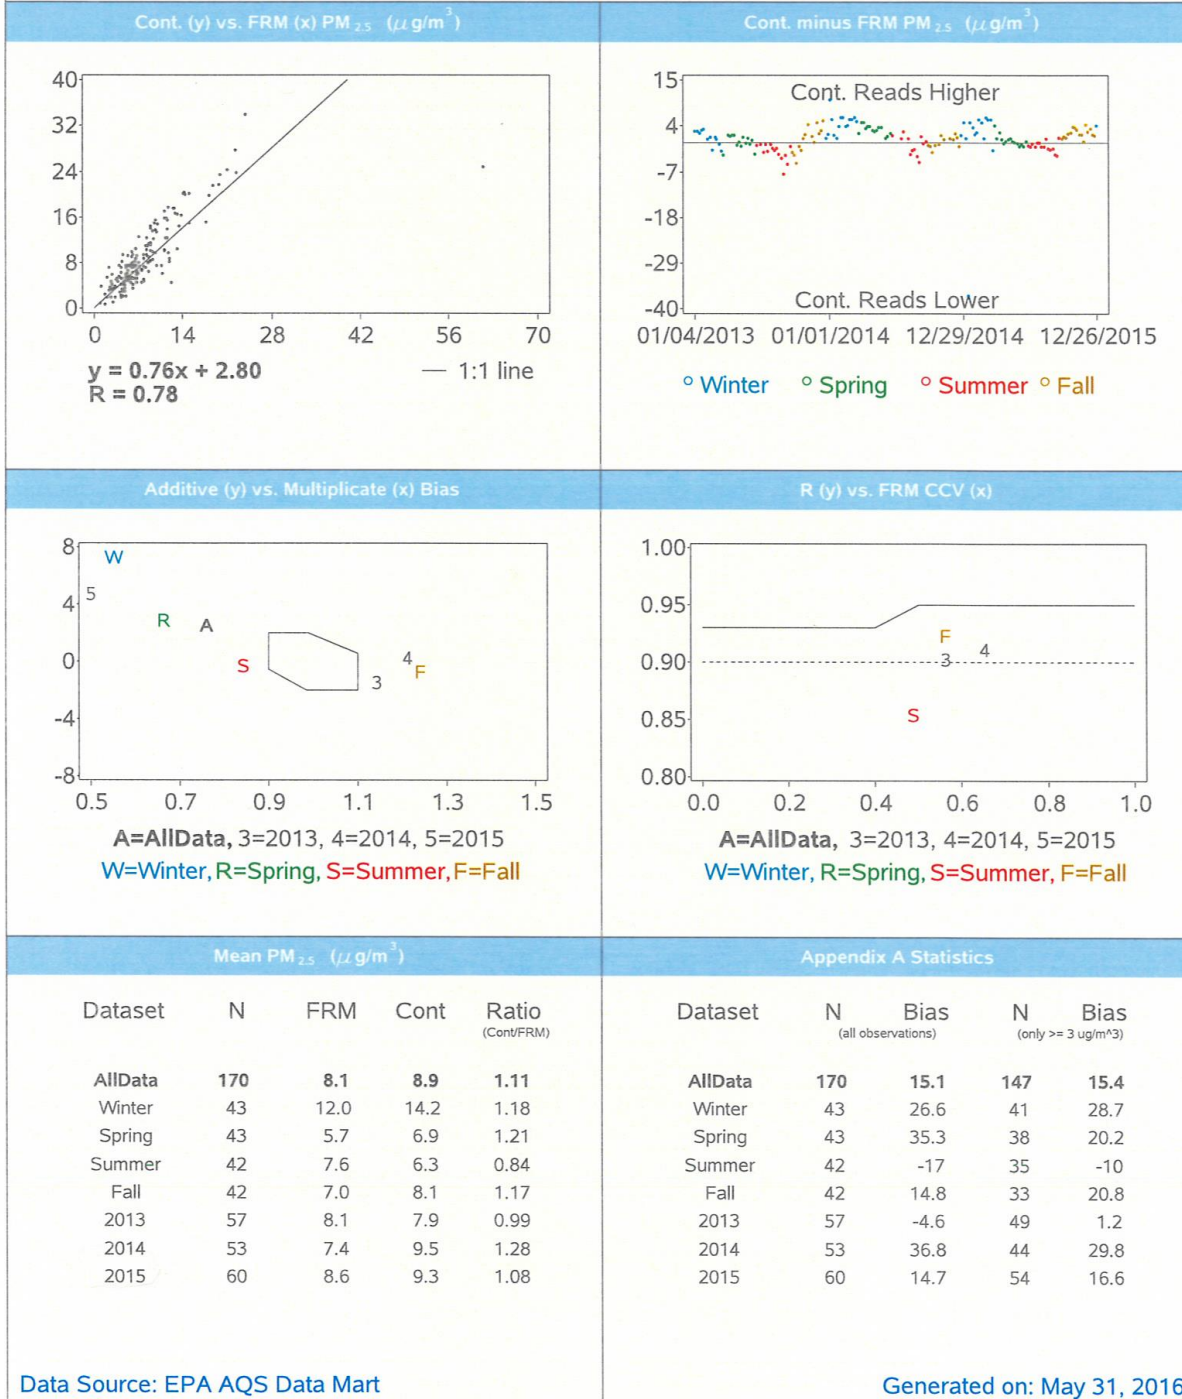 Cont. (y) vs. FRM (x) PM 2.5 (μg/m³)
40
32
24
16
8
0
0 14 28 42 56 70
y = 0.76x + 2.80
R = 0.78
— 1:1 line
Cont. minus FRM PM 2.5 (μg/m³)
15
4
-7
-18
-29
-40
Cont. Reads Higher
Cont. Reads Lower
01/04/2013 01/01/2014 12/29/2014 12/26/2015
° Winter ° Spring ° Summer ° Fall
Additive (y) vs. Multiplicate (x) Bias
8
4
0
-4
-8
W
5
R
A
S
3
4
F
0.5 0.7 0.9 1.1 1.3 1.5
A=AllData, 3=2013, 4=2014, 5=2015
W=Winter, R=Spring, S=Summer, F=Fall
R (y) vs. FRM CCV (x)
1.00
0.95
0.90
0.85
0.80
F
4
3
S
0.0 0.2 0.4 0.6 0.8 1.0
A=AllData, 3=2013, 4=2014, 5=2015
W=Winter, R=Spring, S=Summer, F=Fall
Mean PM 2.5 (μg/m³)
Dataset N FRM Cont Ratio
(Cont/FRM)
AllData 170 8.1 8.9 1.11
Winter 43 12.0 14.2 1.18
Spring 43 5.7 6.9 1.21
Summer 42 7.6 6.3 0.84
Fall 42 7.0 8.1 1.17
2013 57 8.1 7.9 0.99
2014 53 7.4 9.5 1.28
2015 60 8.6 9.3 1.08
Data Source: EPA AQS Data Mart
Appendix A Statistics
Dataset N Bias N Bias
(all observations) (only >= 3 ug/m^3)
AllData 170 15.1 147 15.4
Winter 43 26.6 41 28.7
Spring 43 35.3 38 20.2
Summer 42 -17 35 -10
Fall 42 14.8 33 20.8
2013 57 -4.6 49 1.2
2014 53 36.8 44 29.8
2015 60 14.7 54 16.6
Generated on: May 31, 2016